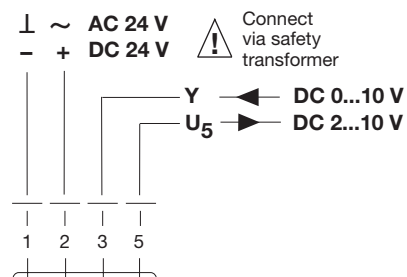 ⊥ ~ AC 24 V
– + DC 24 V
! Connect
via safety
transformer
Y DC 0...10 V
U5 DC 2...10 V
1 2 3 5